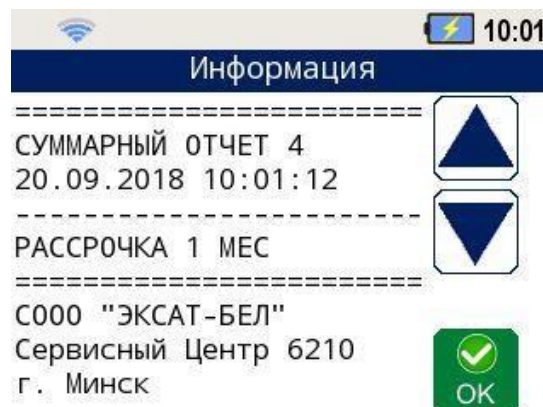 10:01
Информация
========================
СУММАРНЫЙ ОТЧЕТ 4
20.09.2018 10:01:12
------------------------
РАССРОЧКА 1 МЕС
========================
СООО "ЭКСАТ-БЕЛ"
Сервисный Центр 6210
г. Минск
OK